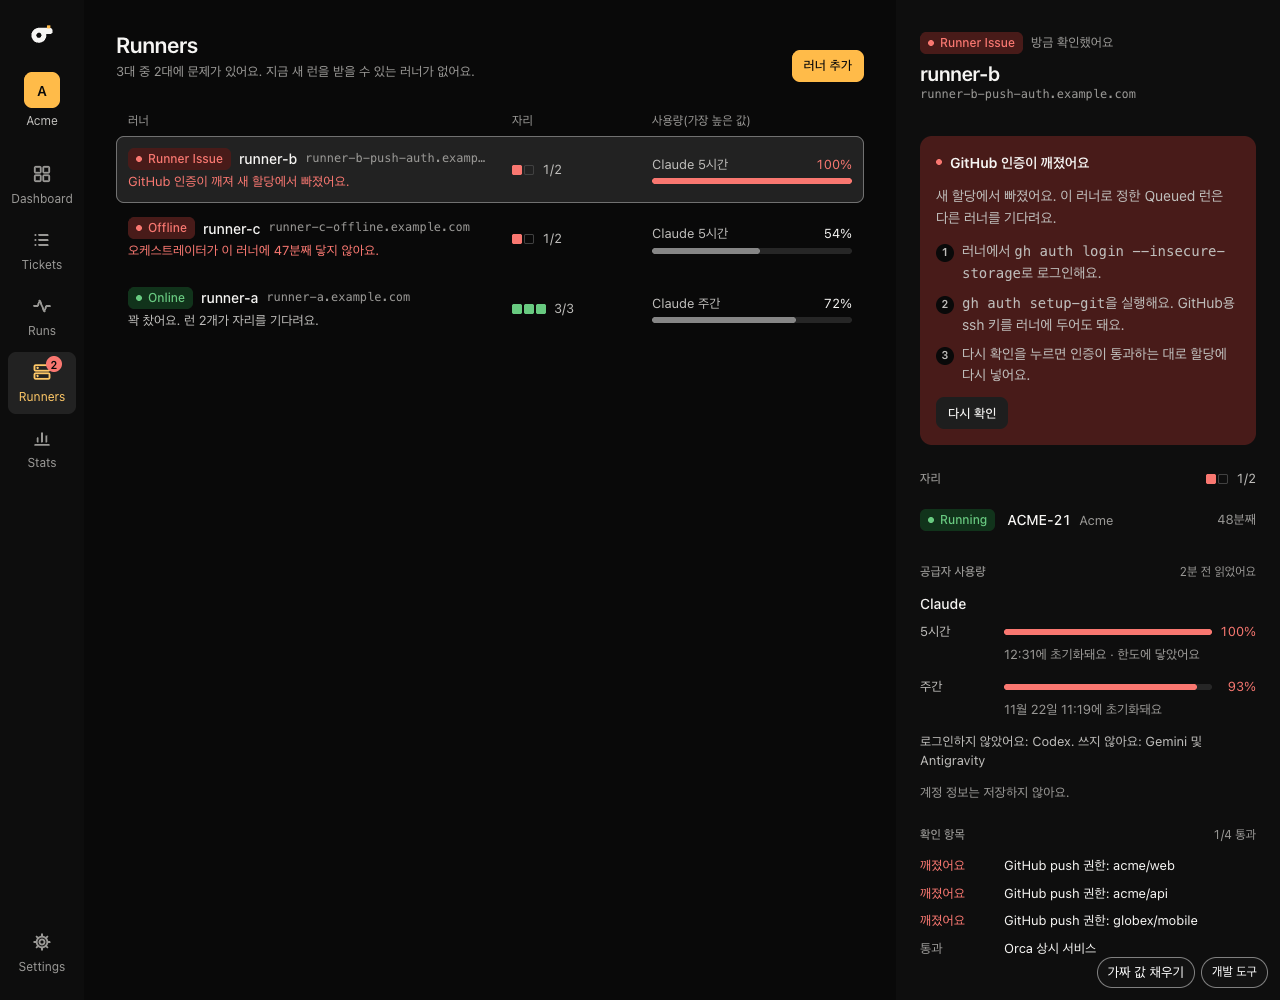 A
Acme
Dashboard
Tickets
Runs
2
Runners
Stats
Settings
Runners
3대 중 2대에 문제가 있어요. 지금 새 런을 받을 수 있는 러너가 없어요.
러너 추가
러너
자리
사용량(가장 높은 값)
Runner Issue runner-b runner-b-push-auth.examp…
GitHub 인증이 깨져 새 할당에서 빠졌어요.
1/2
Claude 5시간 100%
Offline runner-c runner-c-offline.example.com
오케스트레이터가 이 러너에 47분째 닿지 않아요.
1/2
Claude 5시간 54%
Online runner-a runner-a.example.com
꽉 찼어요. 런 2개가 자리를 기다려요.
3/3
Claude 주간 72%
Runner Issue 방금 확인했어요
runner-b
runner-b-push-auth.example.com
GitHub 인증이 깨졌어요
새 할당에서 빠졌어요. 이 러너로 정한 Queued 런은
다른 러너를 기다려요.
1 러너에서 gh auth login --insecure-
storage로 로그인해요.
2 gh auth setup-git을 실행해요. GitHub용
ssh 키를 러너에 두어도 돼요.
3 다시 확인을 누르면 인증이 통과하는 대로 할당에
다시 넣어요.
다시 확인
자리 1/2
Running ACME-21 Acme 48분째
공급자 사용량 2분 전 읽었어요
Claude
5시간 100%
12:31에 초기화돼요 · 한도에 닿았어요
주간 93%
11월 22일 11:19에 초기화돼요
로그인하지 않았어요: Codex. 쓰지 않아요: Gemini 및
Antigravity
계정 정보는 저장하지 않아요.
확인 항목 1/4 통과
깨졌어요 GitHub push 권한: acme/web
깨졌어요 GitHub push 권한: acme/api
깨졌어요 GitHub push 권한: globex/mobile
통과 Orca 상시 서비스
가짜 값 채우기
개발 도구